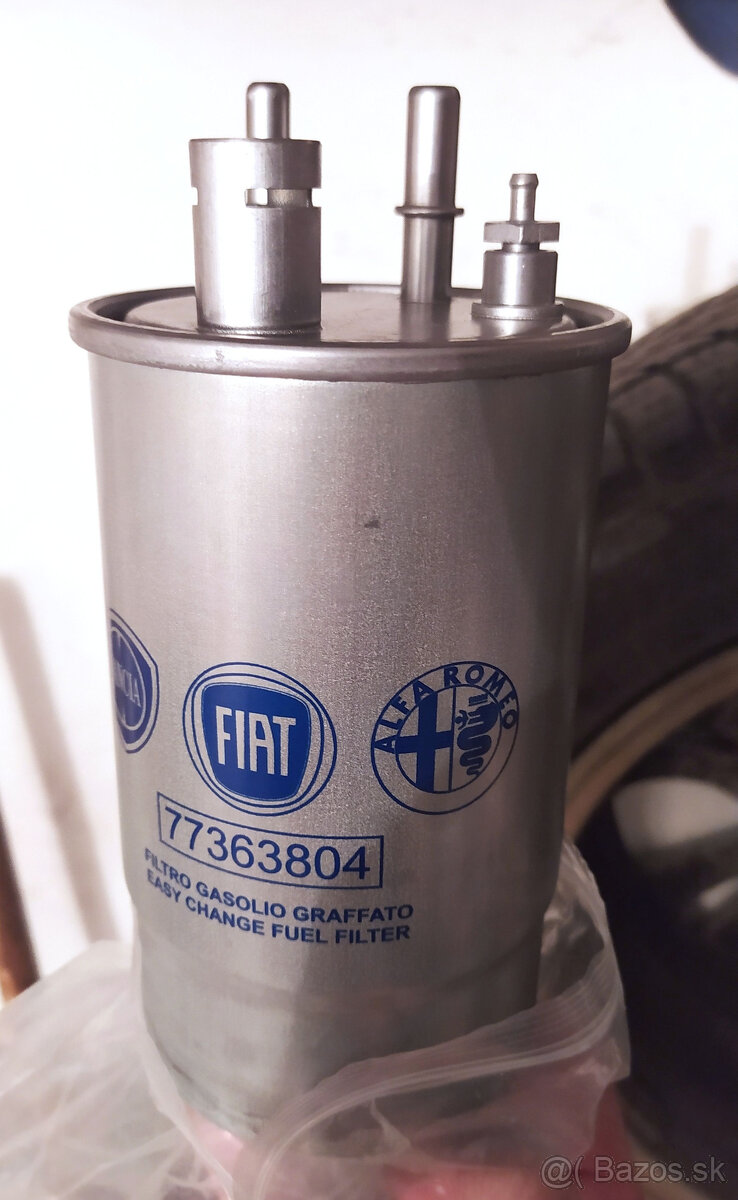 FIAT
ALFA ROMEO
77363804
FILTRO GASOLIO GRAFFATO
EASY CHANGE FUEL FILTER
@( Bazos.sk